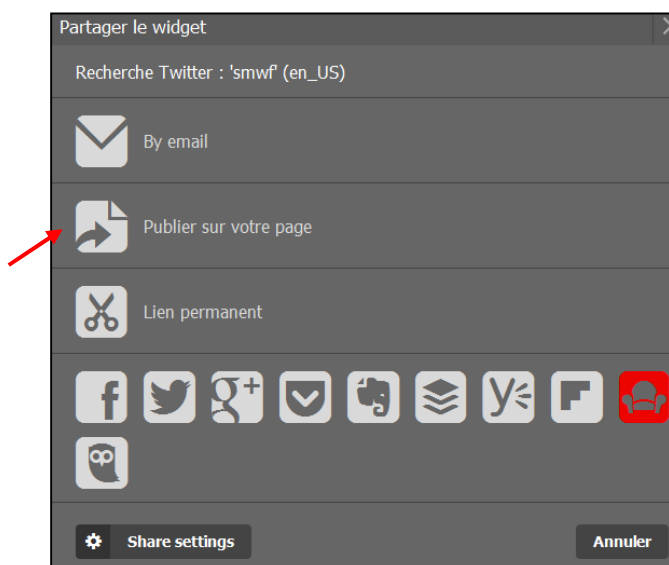 Partager le widget
Recherche Twitter : 'smwf' (en_US)
By email
Publier sur votre page
Lien permanent
Share settings
Annuler